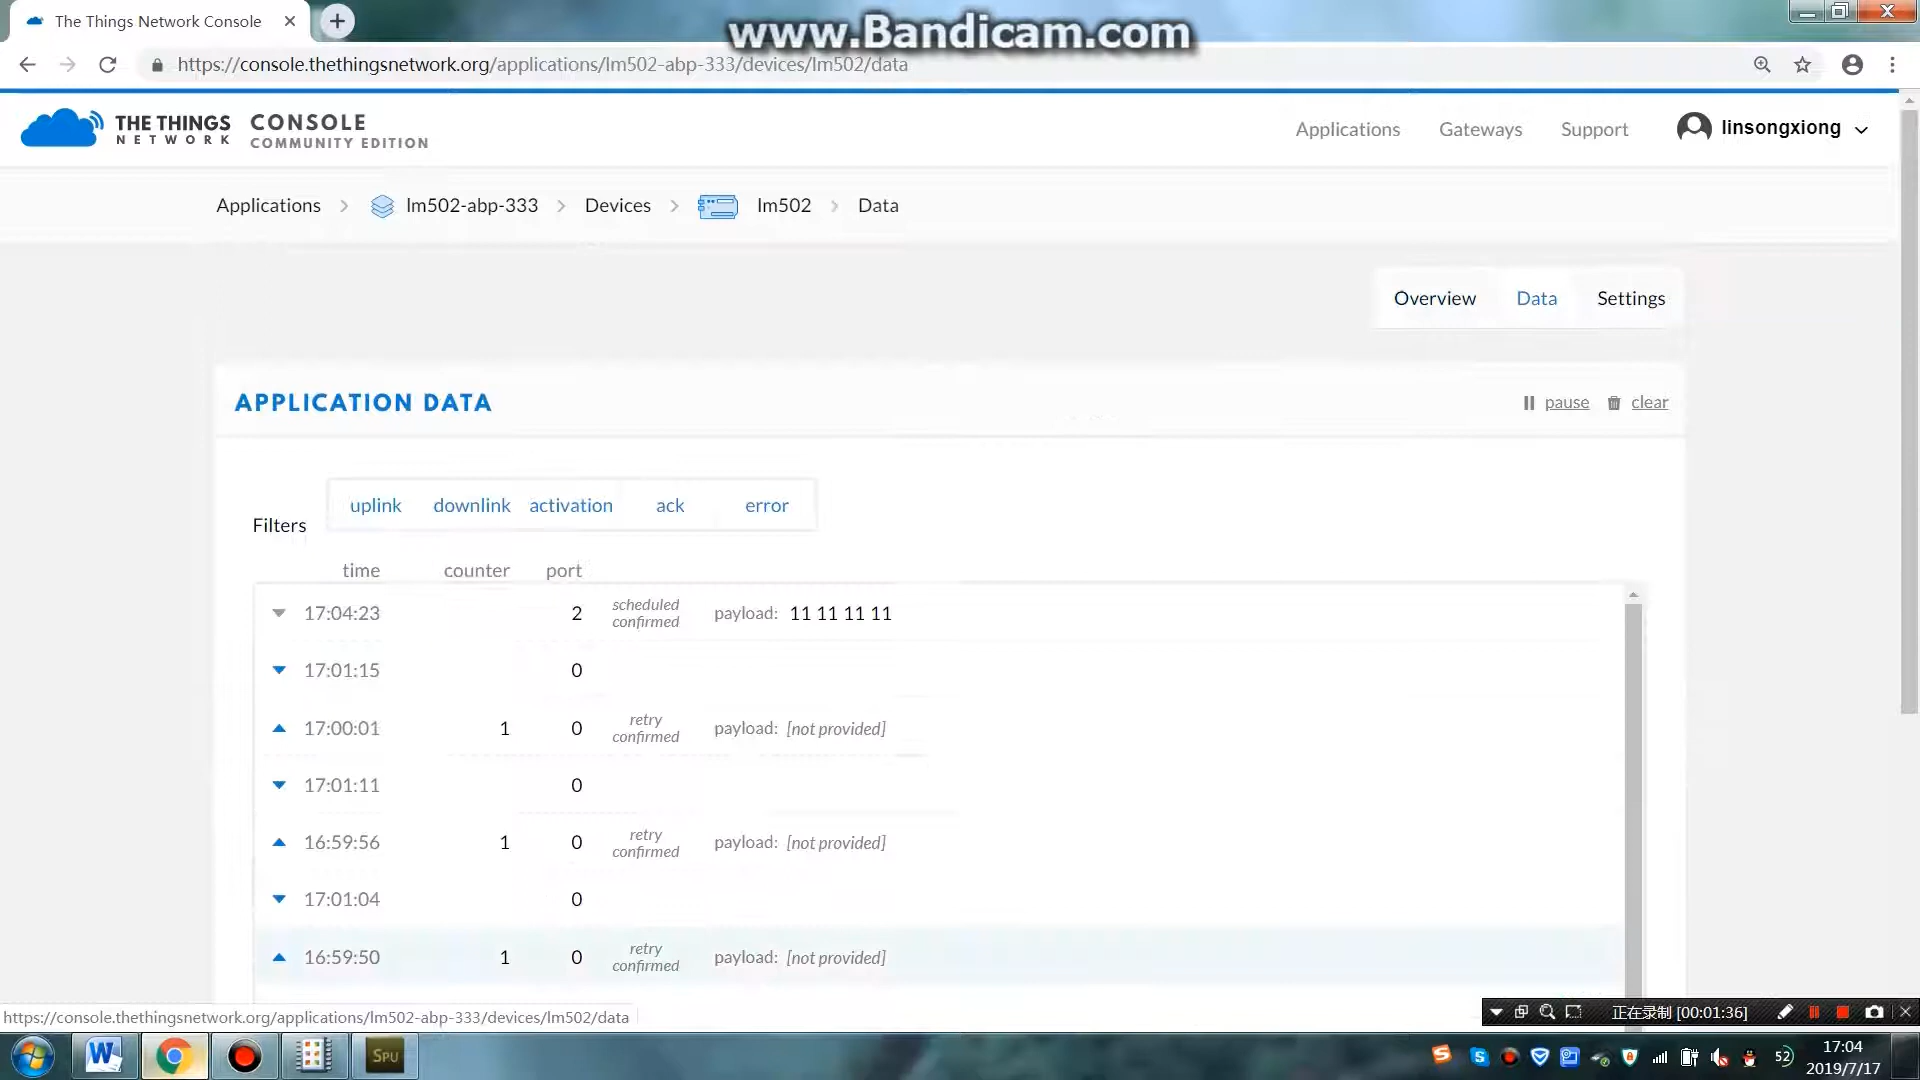 The Things Network Console
www.Bandicam.com
https://console.thethingsnetwork.org/applications/lm502-abp-333/devices/lm502/data
THE THINGS
NETWORK
CONSOLE
COMMUNITY EDITION
Applications
Gateways
Support
linsongxiong
Applications
lm502-abp-333
Devices
lm502
Data
Overview
Data
Settings
APPLICATION DATA
pause
clear
Filters
uplink
downlink
activation
ack
error
time counter port
17:04:23 2 scheduled confirmed payload: 11 11 11 11
17:01:15 0
17:00:01 1 0 retry confirmed payload: [not provided]
17:01:11 0
16:59:56 1 0 retry confirmed payload: [not provided]
17:01:04 0
16:59:50 1 0 retry confirmed payload: [not provided]
https://console.thethingsnetwork.org/applications/lm502-abp-333/devices/lm502/data
正在录制 [00:01:36]
SPU
52
17:04
2019/7/17